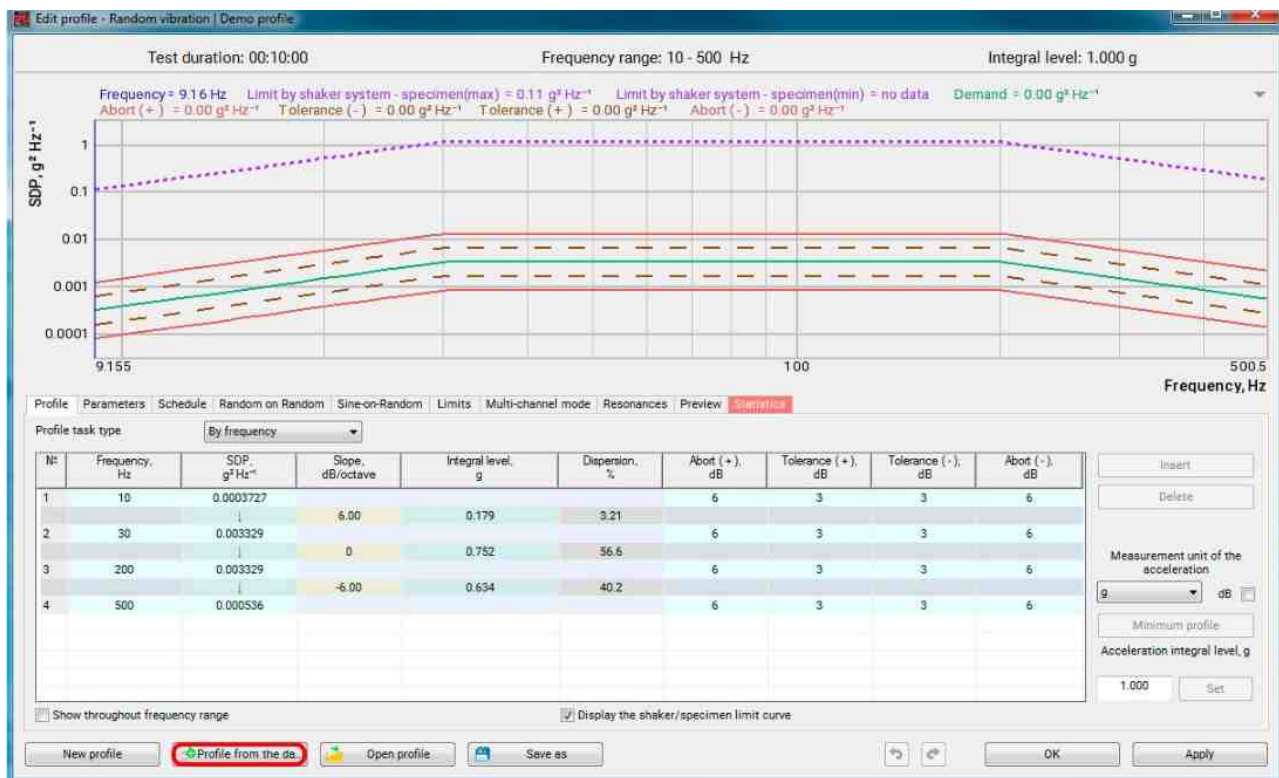 Edit profile - Random vibration | Demo profile
Test duration: 00:10:00 Frequency range: 10 - 500 Hz Integral level: 1.000 g
Frequency = 9.16 Hz Limit by shaker system - specimen(max) = 0.11 g² Hz⁻¹ Limit by shaker system - specimen(min) = no data Demand = 0.00 g² Hz⁻¹
Abort ( + ) = 0.00 g² Hz⁻¹ Tolerance ( - ) = 0.00 g² Hz⁻¹ Tolerance ( + ) = 0.00 g² Hz⁻¹ Abort ( - ) = 0.00 g² Hz⁻¹
SDP, g² Hz⁻¹
1
0.1
0.01
0.001
0.0001
9.155 100 500.5
Frequency, Hz
Profile Parameters Schedule Random on Random Sine-on-Random Limits Multi-channel mode Resonances Preview Statistics
Profile task type By frequency
№ Frequency, Hz SDP, g² Hz⁻¹ Slope, dB/octave Integral level, g Dispersion, % Abort ( + ), dB Tolerance ( + ), dB Tolerance ( - ), dB Abort ( - ), dB
1 10 0.0003727 6 3 3 6
↓ 6.00 0.179 3.21
2 30 0.003329 6 3 3 6
↓ 0 0.752 56.6
3 200 0.003329 6 3 3 6
↓ -6.00 0.634 40.2
4 500 0.000536 6 3 3 6
Insert
Delete
Measurement unit of the
acceleration
g dB
Minimum profile
Acceleration integral level, g
1.000 Set
Show throughout frequency range Display the shaker/specimen limit curve
New profile Profile from the da... Open profile Save as OK Apply